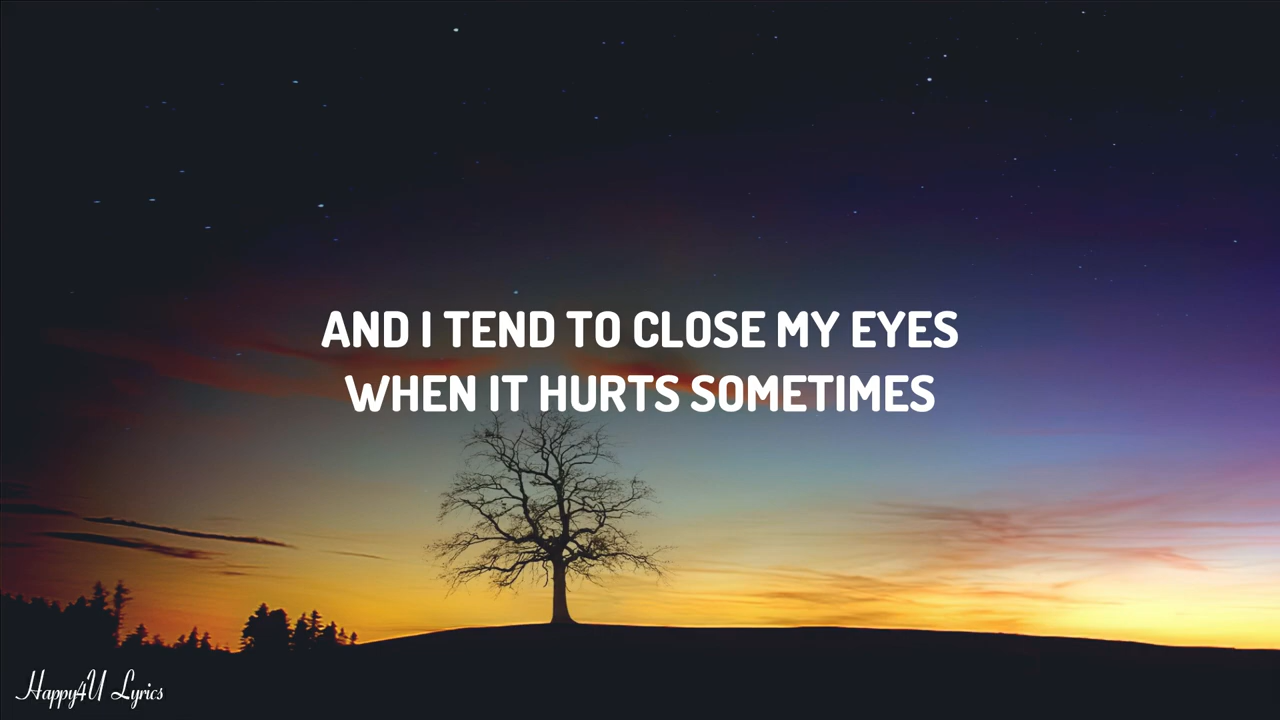 AND I TEND TO CLOSE MY EYES
WHEN IT HURTS SOMETIMES
Happy4U Lyrics